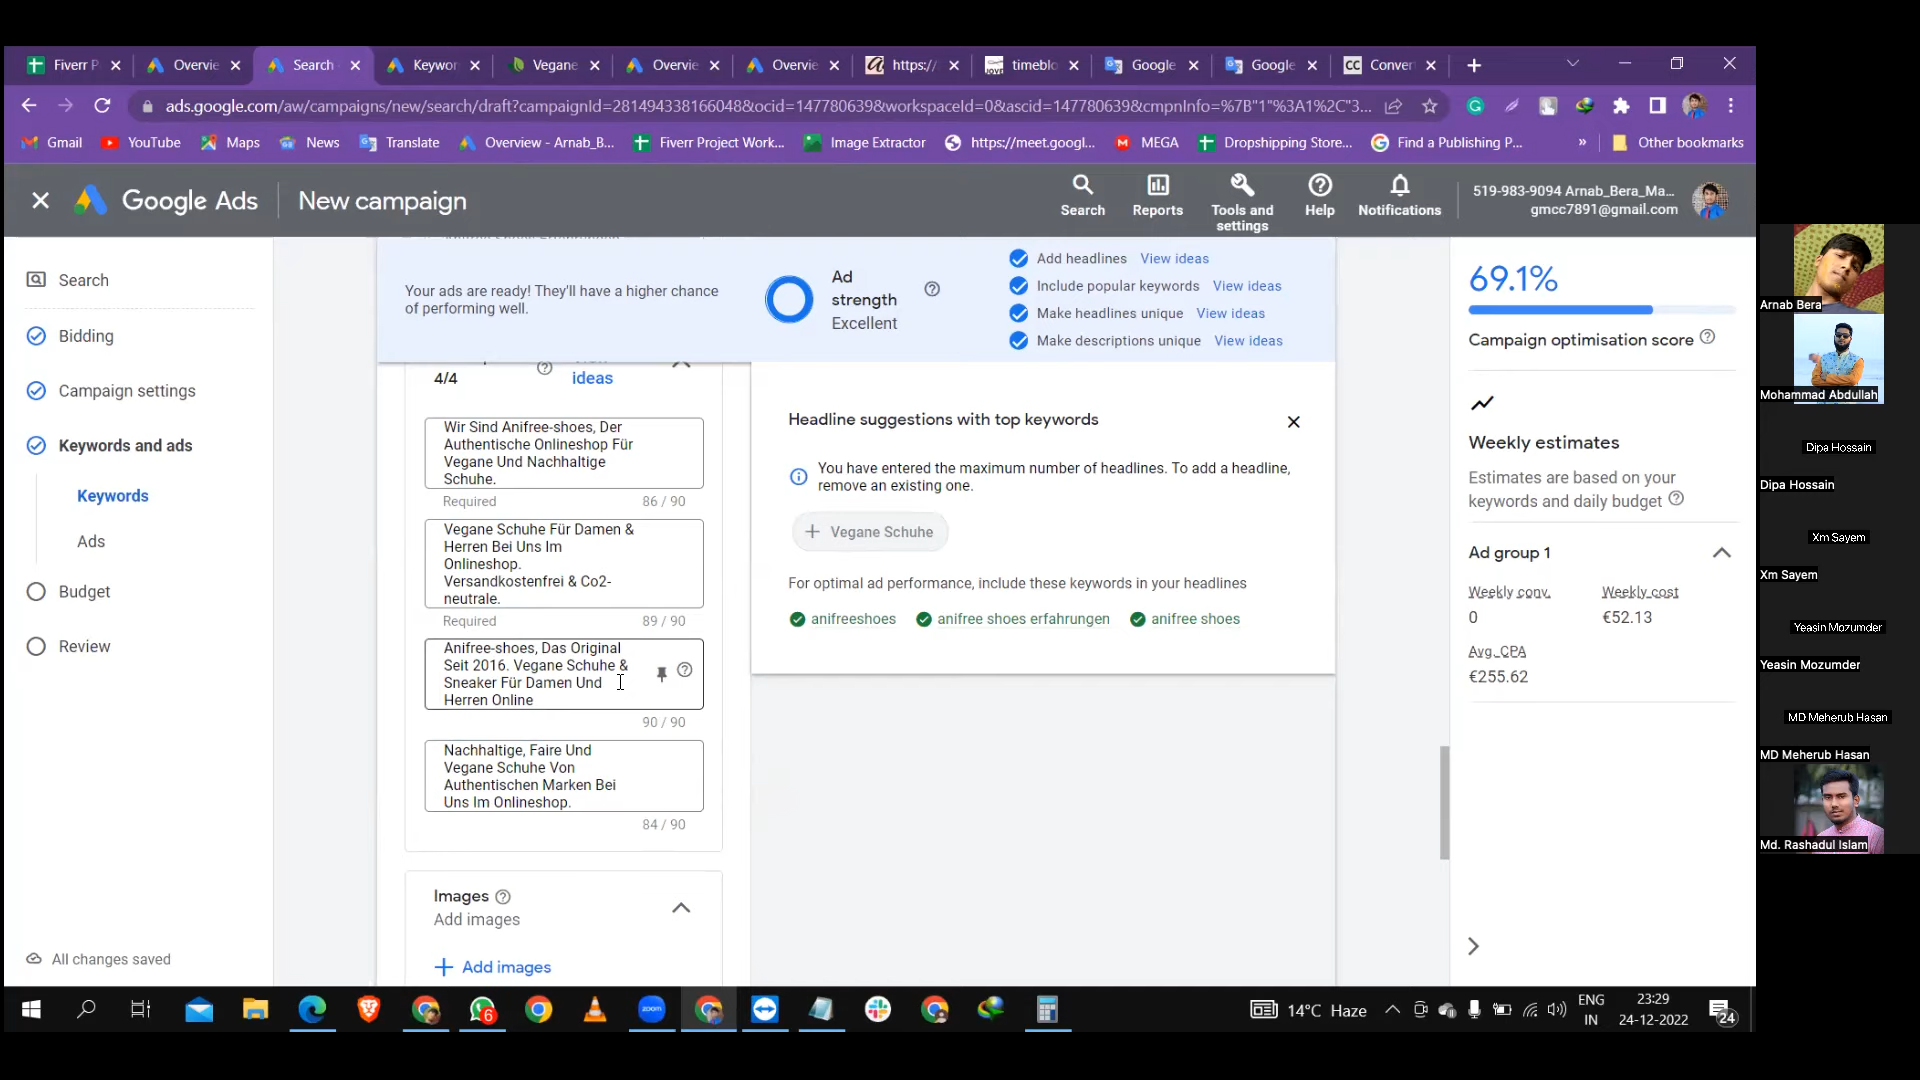 Fiverr P
Overvie
Search
Keywor
Vegane
Overvie
Overvie
https://
timeblo
Google
Google
Conver
ads.google.com/aw/campaigns/new/search/draft?campaignId=281494338166048&ocid=147780639&workspaceId=0&ascid=147780639&cmpnInfo=%7B"1"%3A1%2C"3...
Gmail
YouTube
Maps
News
Translate
Overview - Arnab_B...
Fiverr Project Work...
Image Extractor
https://meet.googl...
MEGA
Dropshipping Store...
Find a Publishing P...
Other bookmarks
Google Ads
New campaign
Search
Reports
Tools and
settings
Help
Notifications
519-983-9094 Arnab_Bera_Ma...
gmcc7891@gmail.com
Search
Bidding
Campaign settings
Keywords and ads
Keywords
Ads
Budget
Review
All changes saved
Your ads are ready! They'll have a higher chance
of performing well.
Ad
strength
Excellent
Add headlines View ideas
Include popular keywords View ideas
Make headlines unique View ideas
Make descriptions unique View ideas
4/4
ideas
Wir Sind Anifree-shoes, Der
Authentische Onlineshop Für
Vegane Und Nachhaltige
Schuhe.
Required 86 / 90
Vegane Schuhe Für Damen &
Herren Bei Uns Im
Onlineshop.
Versandkostenfrei & Co2-
neutrale.
Required 89 / 90
Anifree-shoes, Das Original
Seit 2016. Vegane Schuhe &
Sneaker Für Damen Und
Herren Online
90 / 90
Nachhaltige, Faire Und
Vegane Schuhe Von
Authentischen Marken Bei
Uns Im Onlineshop.
84 / 90
Images
Add images
Add images
Headline suggestions with top keywords
You have entered the maximum number of headlines. To add a headline,
remove an existing one.
Vegane Schuhe
For optimal ad performance, include these keywords in your headlines
anifreeshoes
anifree shoes erfahrungen
anifree shoes
69.1%
Campaign optimisation score
Weekly estimates
Estimates are based on your
keywords and daily budget
Ad group 1
Weekly conv. Weekly cost
0 €52.13
Avg. CPA
€255.62
Arnab Bera
Mohammad Abdullah
Dipa Hossain
Dipa Hossain
Xm Sayem
Xm Sayem
Yeasin Mozumder
Yeasin Mozumder
MD Meherub Hasan
MD Meherub Hasan
Md. Rashadul Islam
6
zoom
14°C Haze
ENG
IN
23:29
24-12-2022
24